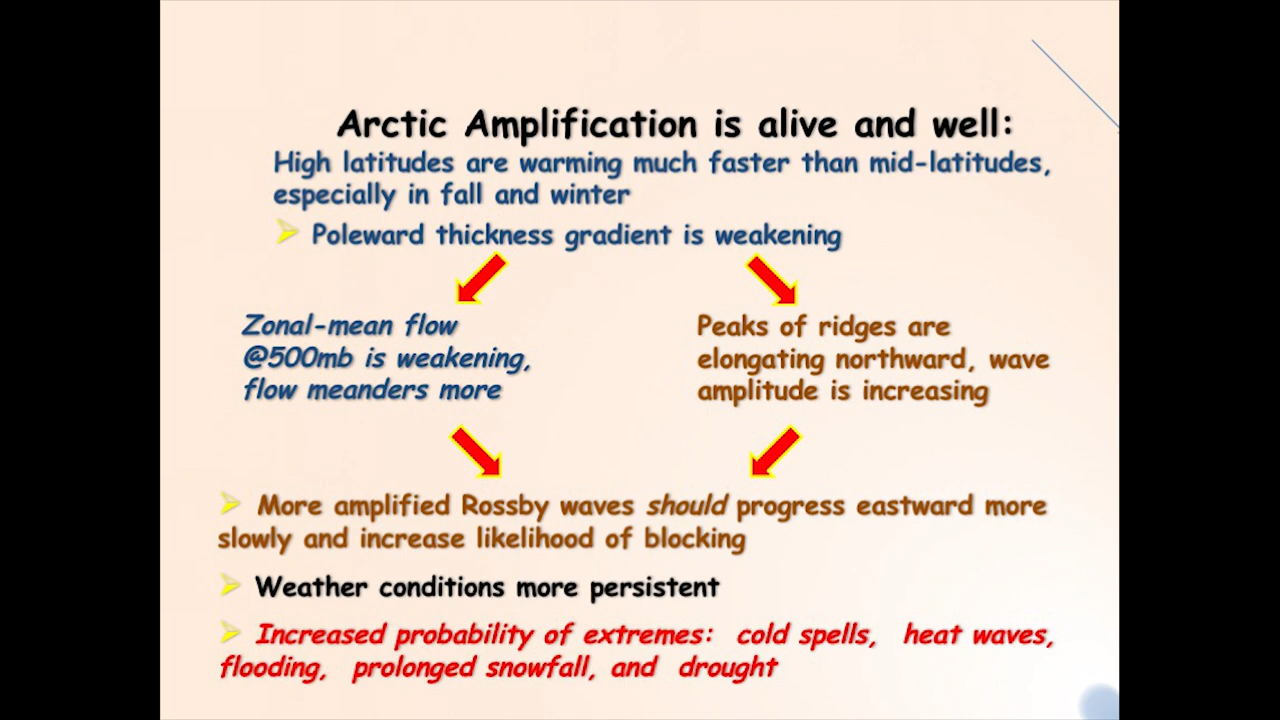 Arctic Amplification is alive and well:
High latitudes are warming much faster than mid-latitudes,
especially in fall and winter
Poleward thickness gradient is weakening
Zonal-mean flow
@500mb is weakening,
flow meanders more
Peaks of ridges are
elongating northward, wave
amplitude is increasing
More amplified Rossby waves should progress eastward more
slowly and increase likelihood of blocking
Weather conditions more persistent
Increased probability of extremes: cold spells, heat waves,
flooding, prolonged snowfall, and drought